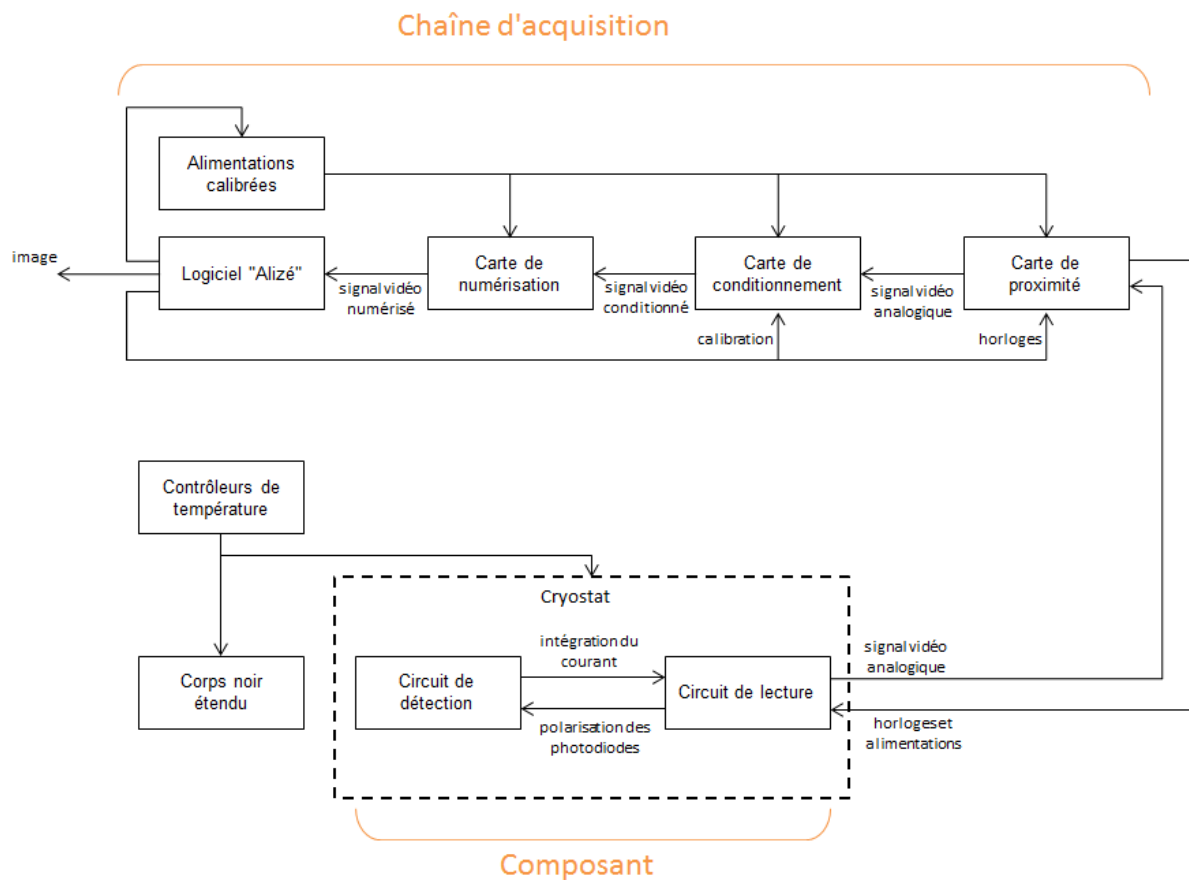 Chaîne d'acquisition
Alimentations
calibrées
image
Logiciel "Alizé"
signal vidéo
numérisé
Carte de
numérisation
signal vidéo
conditionné
Carte de
conditionnement
signal vidéo
analogique
Carte de
proximité
calibration
horloges
Contrôleurs de
température
Cryostat
Corps noir
étendu
Circuit de
détection
intégration du
courant
polarisation des
photodiodes
Circuit de lecture
signal vidéo
analogique
horloges et
alimentations
Composant